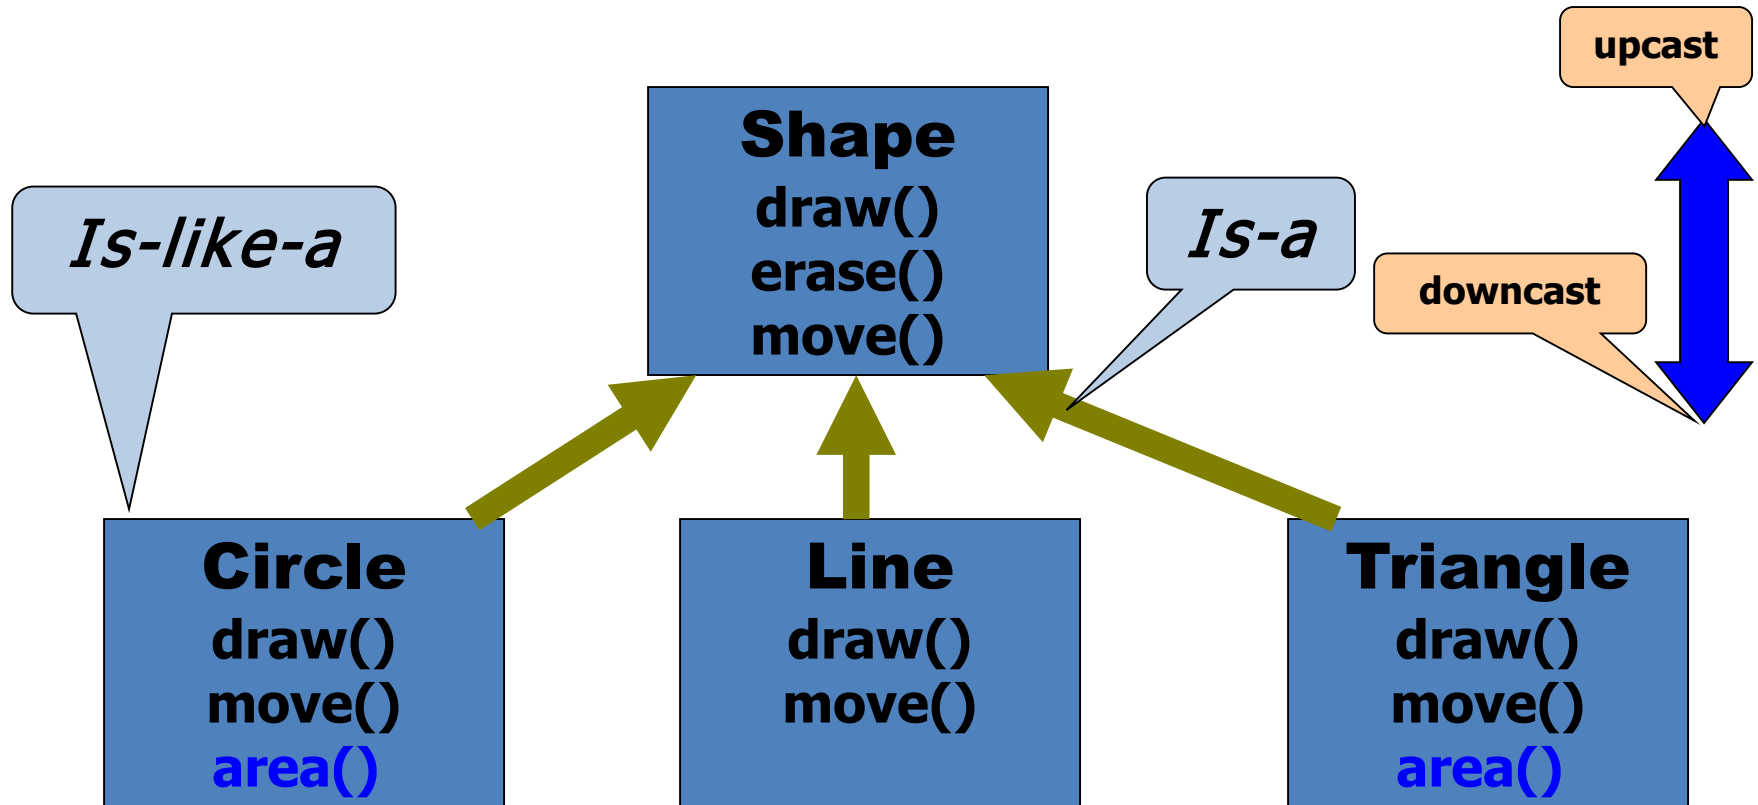 upcast
Shape
draw()
erase()
move()
Is-like-a
Is-a
downcast
Circle
draw()
move()
area()
Line
draw()
move()
Triangle
draw()
move()
area()